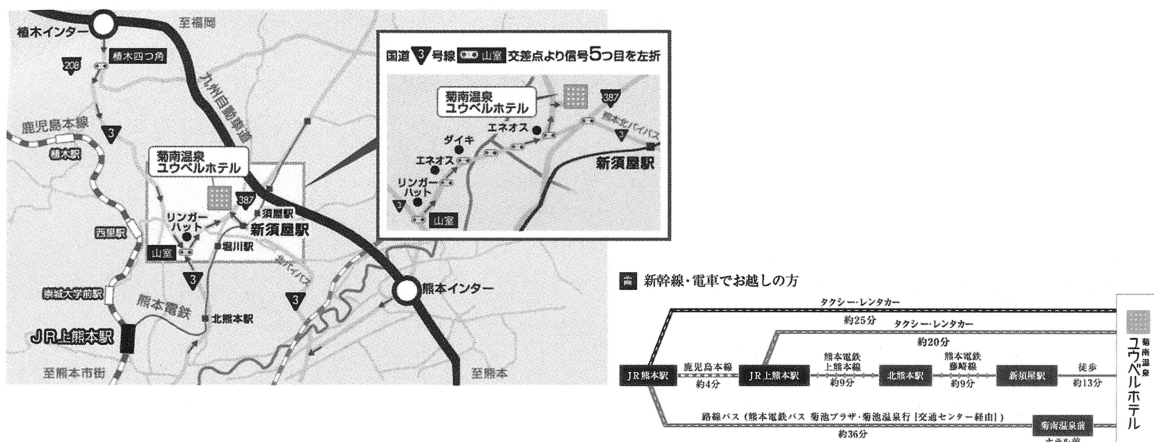 植木インター
至福岡
208
植木四つ角
九州自動車道
鹿児島本線
3
植木駅
菊南温泉
ユウベルホテル
387
リンガー
ハット
須屋駅
新須屋駅
西里駅
山室
堀川駅
北バイパス
3
3
崇城大学前駅
熊本電鉄
熊本インター
北熊本駅
JR上熊本駅
至熊本市街
至熊本
国道3号線 山室 交差点より信号5つ目を左折
菊南温泉
ユウベルホテル
387
エネオス
熊本北バイパス
3
ダイキ
新須屋駅
エネオス
リンガー
ハット
3
山室
新幹線・電車でお越しの方
タクシー・レンタカー
約25分
タクシー・レンタカー
約20分
JR熊本駅
鹿児島本線
約4分
JR上熊本駅
熊本電鉄
上熊本線
約9分
北熊本駅
熊本電鉄
藤崎線
約9分
新須屋駅
徒歩
約13分
路線バス (熊本電鉄バス 菊池プラザ・菊池温泉行 [交通センター経由])
約36分
菊南温泉前
菊南温泉
ユウベルホテル